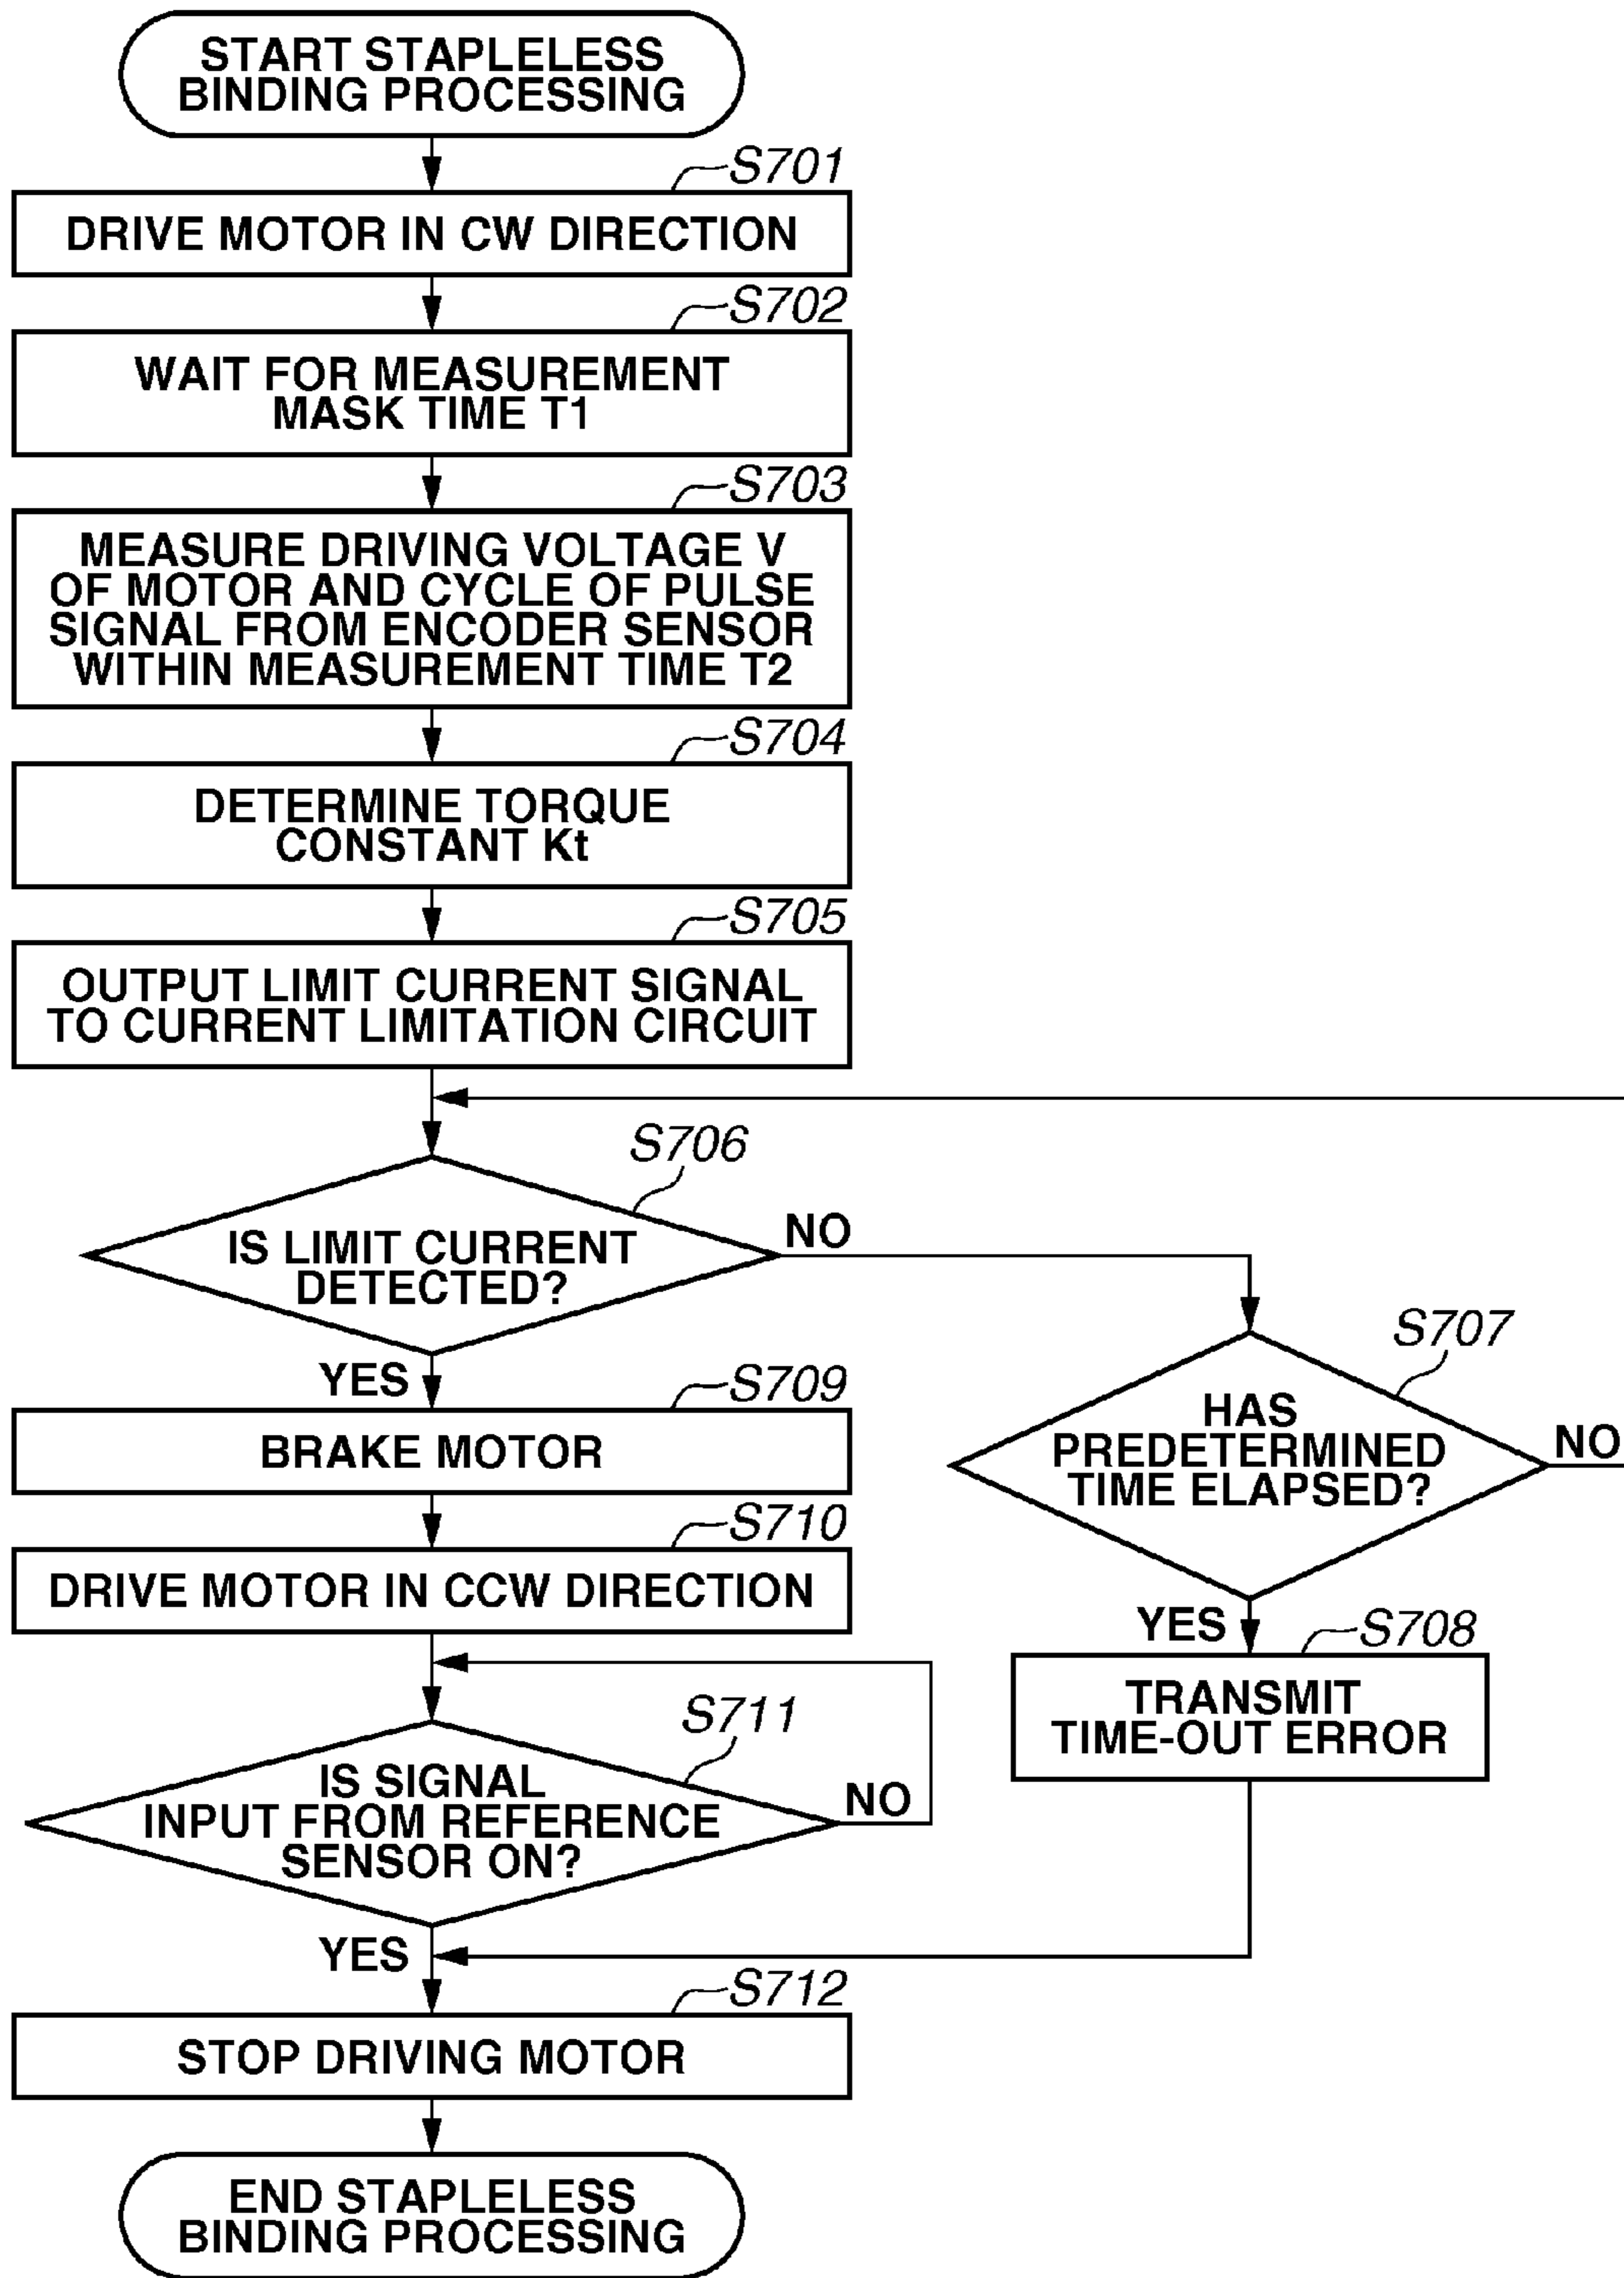 START STAPLELESS
BINDING PROCESSING
S701
DRIVE MOTOR IN CW DIRECTION
S702
WAIT FOR MEASUREMENT
MASK TIME T1
S703
MEASURE DRIVING VOLTAGE V
OF MOTOR AND CYCLE OF PULSE
SIGNAL FROM ENCODER SENSOR
WITHIN MEASUREMENT TIME T2
S704
DETERMINE TORQUE
CONSTANT Kt
S705
OUTPUT LIMIT CURRENT SIGNAL
TO CURRENT LIMITATION CIRCUIT
S706
IS LIMIT CURRENT
DETECTED?
NO
YES
S707
HAS
PREDETERMINED
TIME ELAPSED?
NO
YES
S708
TRANSMIT
TIME-OUT ERROR
S709
BRAKE MOTOR
S710
DRIVE MOTOR IN CCW DIRECTION
S711
IS SIGNAL
INPUT FROM REFERENCE
SENSOR ON?
NO
YES
S712
STOP DRIVING MOTOR
END STAPLELESS
BINDING PROCESSING